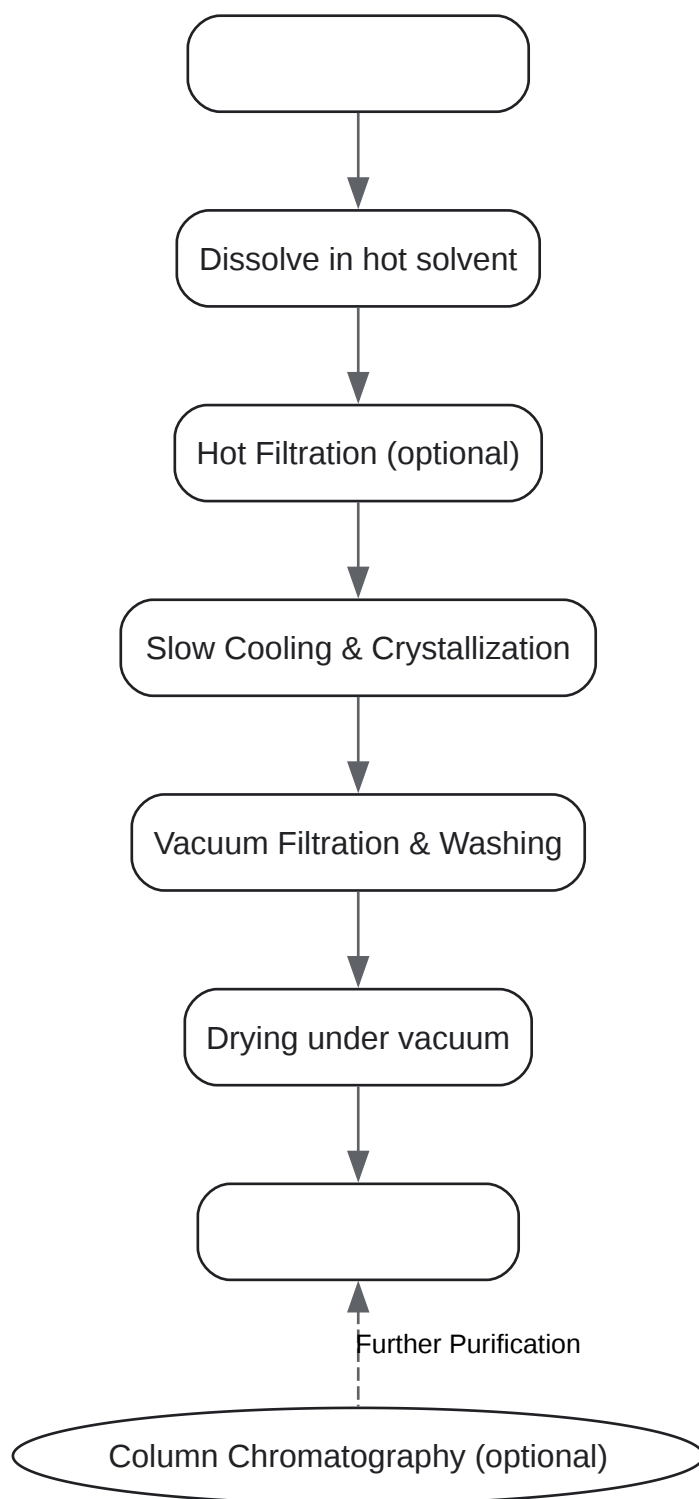 Dissolve in hot solvent
Hot Filtration (optional)
Slow Cooling & Crystallization
Vacuum Filtration & Washing
Drying under vacuum
Further Purification
Column Chromatography (optional)